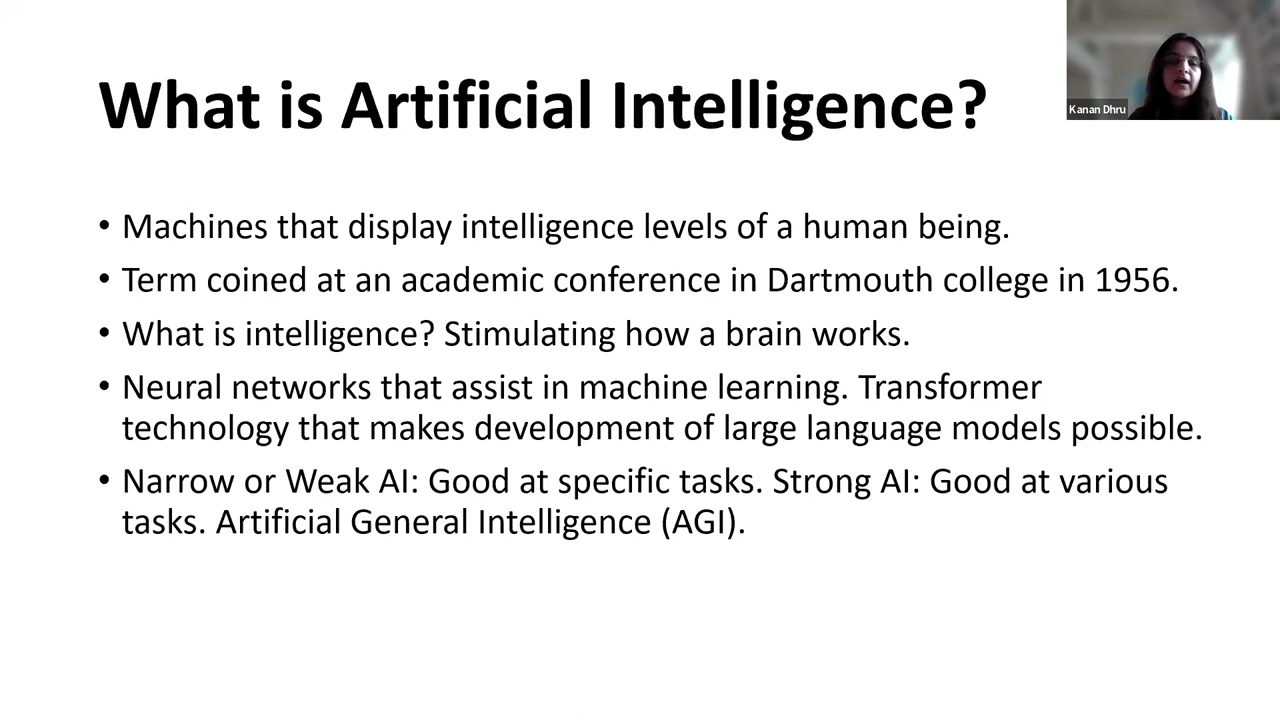 What is Artificial Intelligence?
Kanan Dhru
• Machines that display intelligence levels of a human being.
• Term coined at an academic conference in Dartmouth college in 1956.
• What is intelligence? Stimulating how a brain works.
• Neural networks that assist in machine learning. Transformer
technology that makes development of large language models possible.
• Narrow or Weak AI: Good at specific tasks. Strong AI: Good at various
tasks. Artificial General Intelligence (AGI).